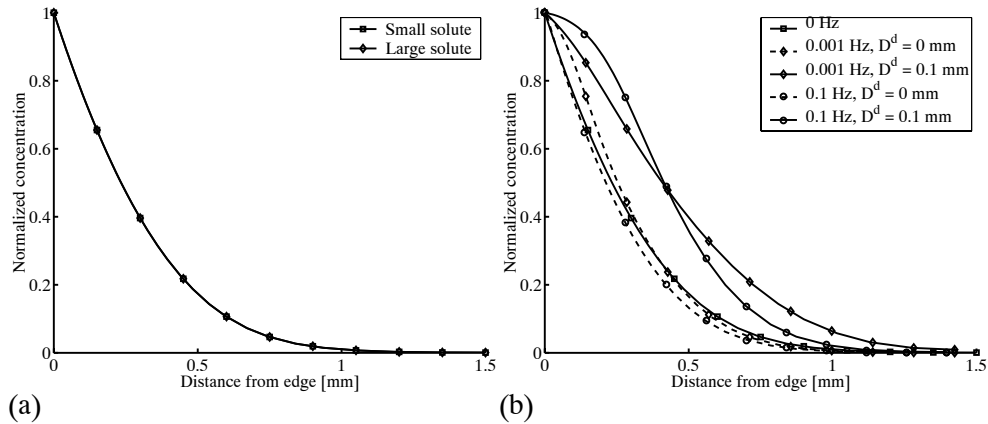 1
0.8
0.6
0.4
0.2
0
0
0.5
1
1.5
Normalized concentration
Distance from edge [mm]
Small solute
Large solute
(a)
1
0.8
0.6
0.4
0.2
0
0
0.5
1
1.5
Normalized concentration
Distance from edge [mm]
0 Hz
0.001 Hz, D^d = 0 mm
0.001 Hz, D^d = 0.1 mm
0.1 Hz, D^d = 0 mm
0.1 Hz, D^d = 0.1 mm
(b)